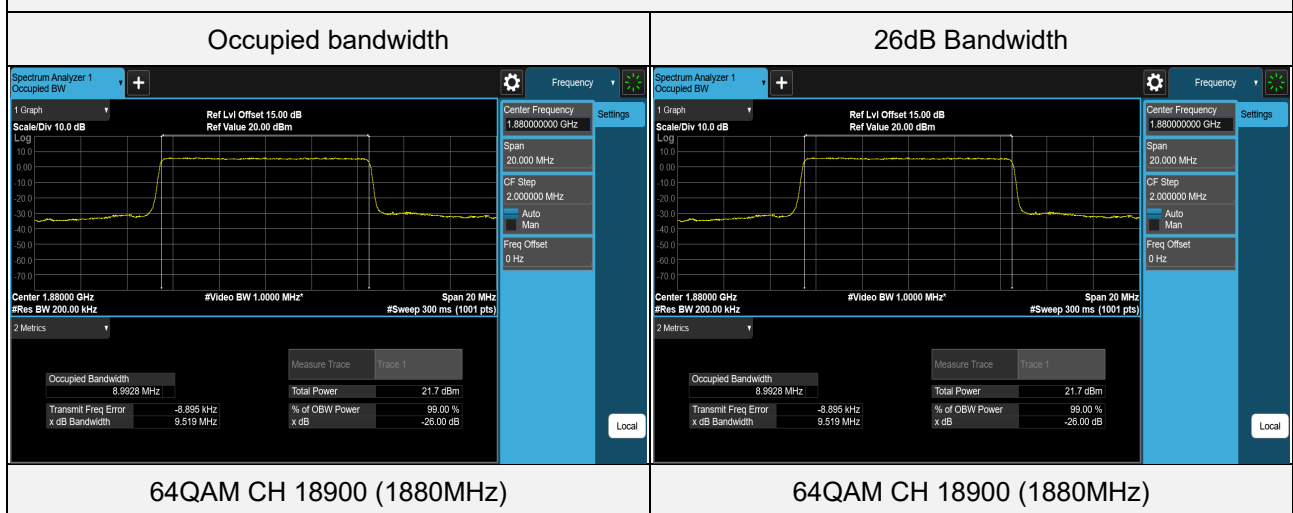 Occupied bandwidth
26dB Bandwidth
Spectrum Analyzer 1
Occupied BW
+
Frequency
1 Graph
Scale/Div 10.0 dB
Ref Lvl Offset 15.00 dB
Ref Value 20.00 dBm
Log
10.0
0.00
-10.0
-20.0
-30.0
-40.0
-50.0
-60.0
-70.0
Center 1.88000 GHz
#Res BW 200.00 kHz
#Video BW 1.0000 MHz*
Span 20 MHz
#Sweep 300 ms (1001 pts)
Center Frequency
1.880000000 GHz
Settings
Span
20.000 MHz
CF Step
2.000000 MHz
Auto
Man
Freq Offset
0 Hz
Local
2 Metrics
Measure Trace Trace 1
Occupied Bandwidth
8.9928 MHz
Total Power 21.7 dBm
Transmit Freq Error -8.895 kHz
% of OBW Power 99.00 %
x dB Bandwidth 9.519 MHz
x dB -26.00 dB
Spectrum Analyzer 1
Occupied BW
+
Frequency
1 Graph
Scale/Div 10.0 dB
Ref Lvl Offset 15.00 dB
Ref Value 20.00 dBm
Log
10.0
0.00
-10.0
-20.0
-30.0
-40.0
-50.0
-60.0
-70.0
Center 1.88000 GHz
#Res BW 200.00 kHz
#Video BW 1.0000 MHz*
Span 20 MHz
#Sweep 300 ms (1001 pts)
Center Frequency
1.880000000 GHz
Settings
Span
20.000 MHz
CF Step
2.000000 MHz
Auto
Man
Freq Offset
0 Hz
Local
2 Metrics
Measure Trace Trace 1
Occupied Bandwidth
8.9928 MHz
Total Power 21.7 dBm
Transmit Freq Error -8.895 kHz
% of OBW Power 99.00 %
x dB Bandwidth 9.519 MHz
x dB -26.00 dB
64QAM CH 18900 (1880MHz)
64QAM CH 18900 (1880MHz)